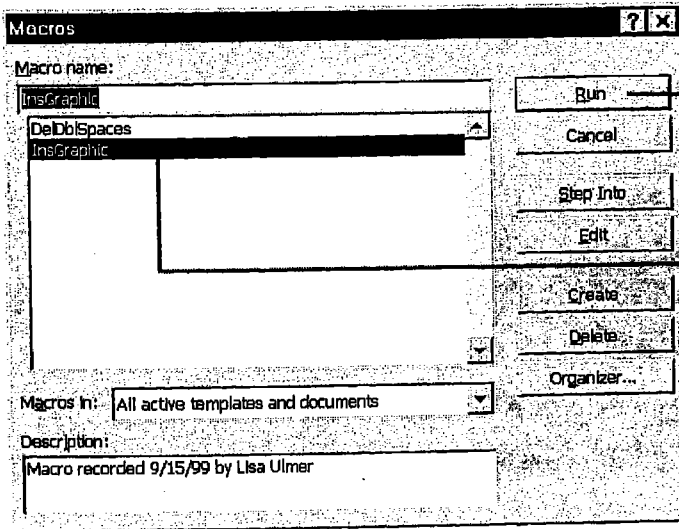 Macros
Macro name:
InsGraphic
DelDblSpaces
InsGraphic
Run
Cancel
Step Into
Edit
Create
Delete
Organizer...
Macros in: All active templates and documents
Description:
Macro recorded 9/15/99 by Lisa Ulmer